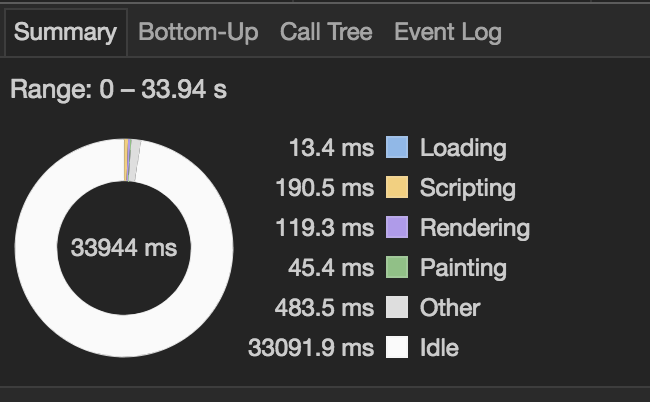 Summary Bottom-Up Call Tree Event Log
Range: 0 – 33.94 s
33944 ms
13.4 ms Loading
190.5 ms Scripting
119.3 ms Rendering
45.4 ms Painting
483.5 ms Other
33091.9 ms Idle